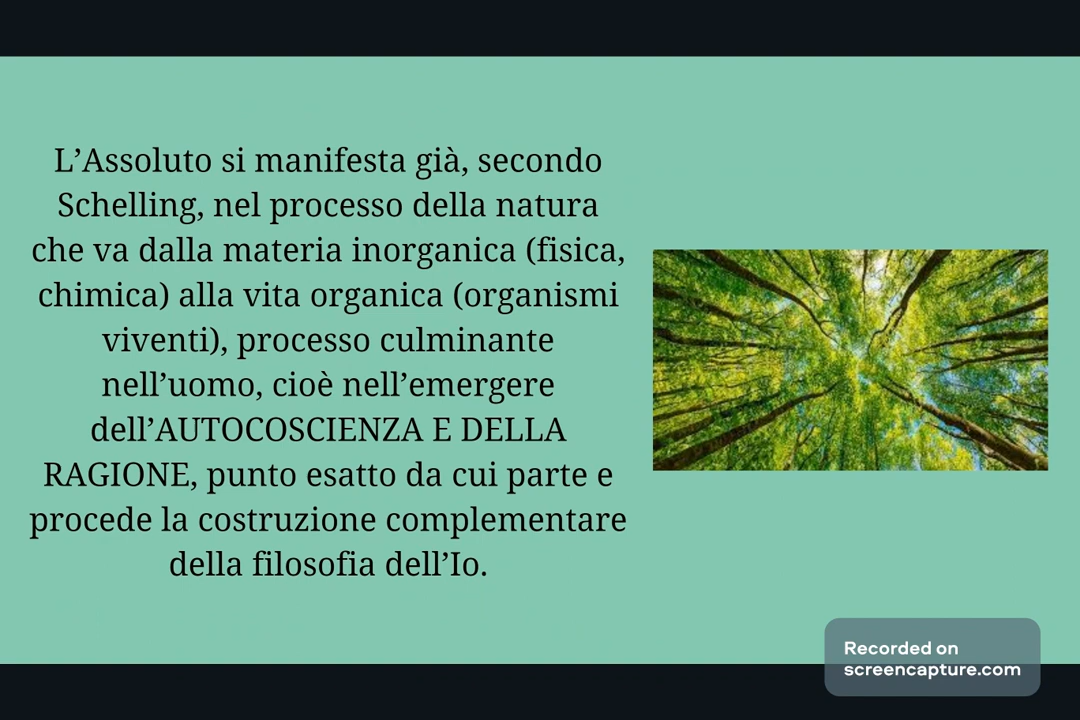 L’Assoluto si manifesta già, secondo
Schelling, nel processo della natura
che va dalla materia inorganica (fisica,
chimica) alla vita organica (organismi
viventi), processo culminante
nell’uomo, cioè nell’emergere
dell’AUTOCOSCIENZA E DELLA
RAGIONE, punto esatto da cui parte e
procede la costruzione complementare
della filosofia dell’Io.
Recorded on
screencapture.com